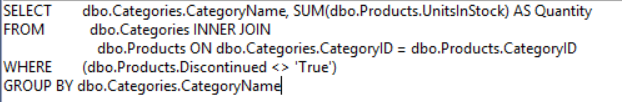 SELECT dbo.Categories.CategoryName, SUM(dbo.Products.UnitsInStock) AS Quantity
FROM dbo.Categories INNER JOIN
dbo.Products ON dbo.Categories.CategoryID = dbo.Products.CategoryID
WHERE (dbo.Products.Discontinued <> 'True')
GROUP BY dbo.Categories.CategoryName